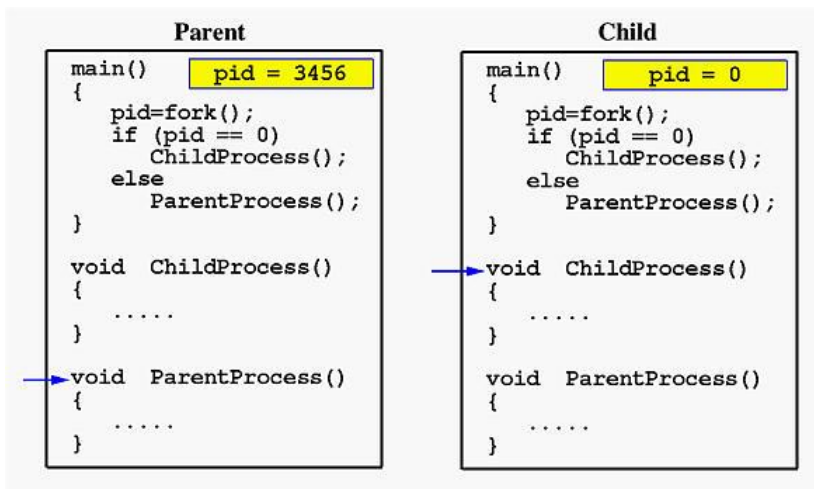 Parent
main() pid = 3456
{
pid=fork();
if (pid == 0)
ChildProcess();
else
ParentProcess();
}
void ChildProcess()
{
.....
}
void ParentProcess()
{
.....
}
Child
main() pid = 0
{
pid=fork();
if (pid == 0)
ChildProcess();
else
ParentProcess();
}
void ChildProcess()
{
.....
}
void ParentProcess()
{
.....
}